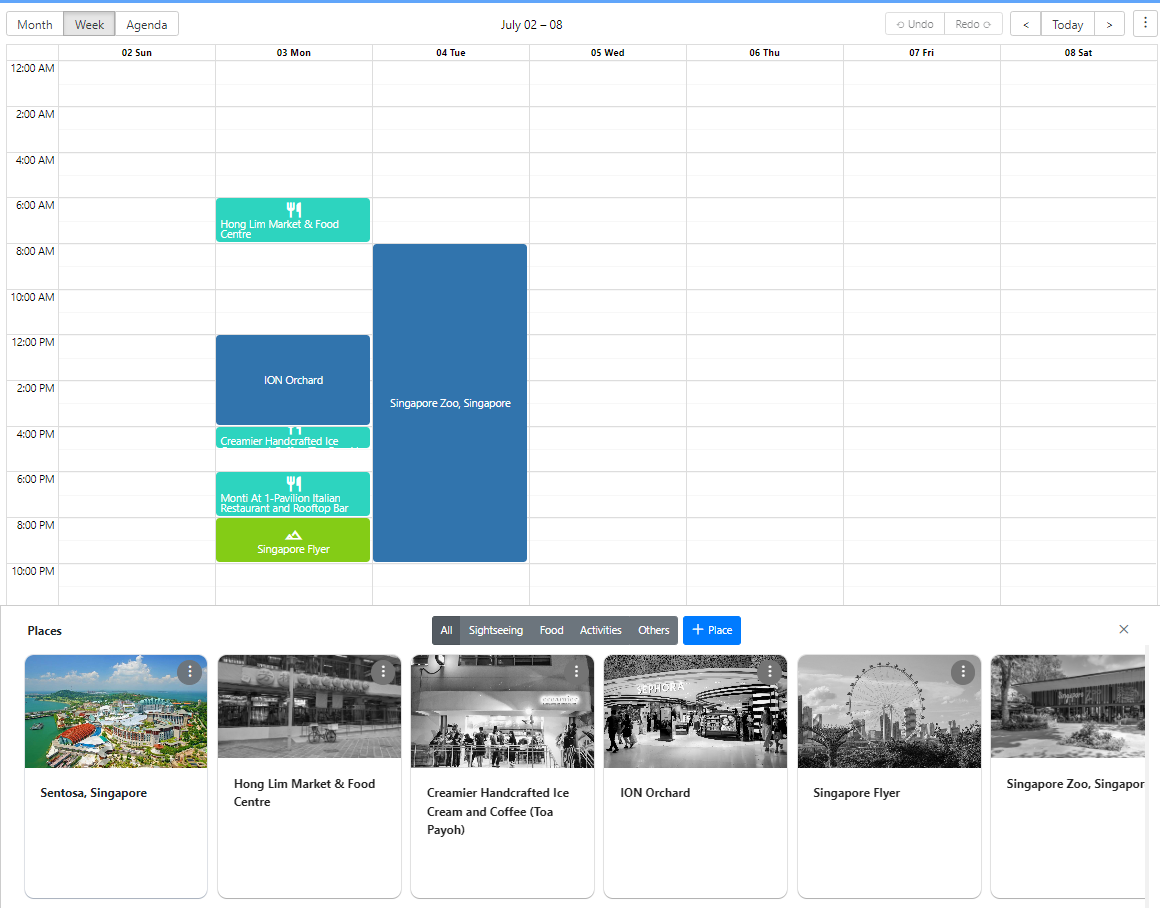 Month Week Agenda July 02 – 08 Undo Redo < Today >
02 Sun 03 Mon 04 Tue 05 Wed 06 Thu 07 Fri 08 Sat
12:00 AM
2:00 AM
4:00 AM
6:00 AM
Hong Lim Market & Food
Centre
8:00 AM
10:00 AM
12:00 PM
ION Orchard
2:00 PM
Singapore Zoo, Singapore
4:00 PM
Creamier Handcrafted Ice
6:00 PM
Monti At 1-Pavilion Italian
Restaurant and Rooftop Bar
8:00 PM
Singapore Flyer
10:00 PM
Places All Sightseeing Food Activities Others + Place
SEPHORA
Sentosa, Singapore
Hong Lim Market & Food
Centre
Creamier Handcrafted Ice
Cream and Coffee (Toa
Payoh)
ION Orchard
Singapore Flyer
Singapore Zoo, Singapor